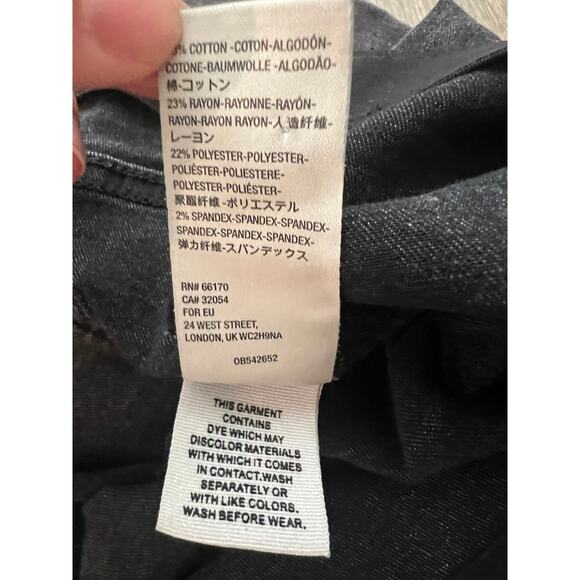 3% COTTON -COTON-ALGODÓN-
COTONE-BAUMWOLLE -ALGODÃO-
棉-コットン
23% RAYON-RAYONNE-RAYÓN-
RAYON-RAYON RAYON-人造纤维-
レーヨン
22% POLYESTER-POLYESTER-
POLIÉSTER-POLIESTERE-
POLYESTER-POLIÉSTER-
聚酯纤维-ポリエステル
2% SPANDEX-SPANDEX-SPANDEX-
SPANDEX-SPANDEX-SPANDEX-
弹力纤维-スパンデックス
RN# 66170
CA# 32054
FOR EU
24 WEST STREET,
LONDON, UK WC2H9NA
OB542652
THIS GARMENT
CONTAINS
DYE WHICH MAY
DISCOLOR MATERIALS
WITH WHICH IT COMES
IN CONTACT.WASH
SEPARATELY OR
WITH LIKE COLORS.
WASH BEFORE WEAR.